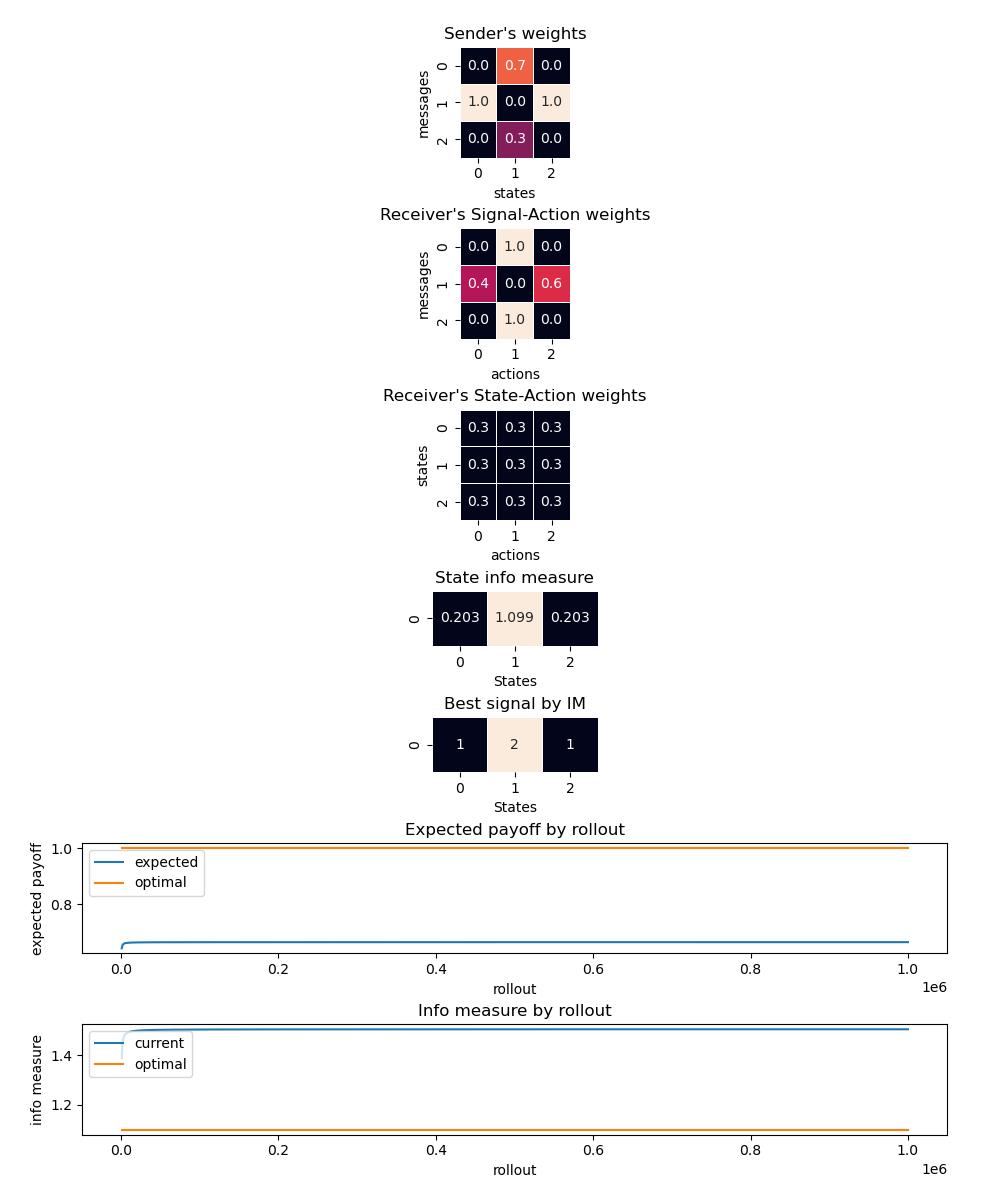 Sender's weights
messages
0 0.0 0.7 0.0
1 1.0 0.0 1.0
2 0.0 0.3 0.0
0 1 2
states
Receiver's Signal-Action weights
messages
0 0.0 1.0 0.0
1 0.4 0.0 0.6
2 0.0 1.0 0.0
0 1 2
actions
Receiver's State-Action weights
states
0 0.3 0.3 0.3
1 0.3 0.3 0.3
2 0.3 0.3 0.3
0 1 2
actions
State info measure
0 0.203 1.099 0.203
0 1 2
States
Best signal by IM
0 1 2 1
0 1 2
States
Expected payoff by rollout
expected payoff
1.0
0.8
expected
optimal
0.0 0.2 0.4 0.6 0.8 1.0
1e6
rollout
Info measure by rollout
info measure
1.4
1.2
current
optimal
0.0 0.2 0.4 0.6 0.8 1.0
1e6
rollout